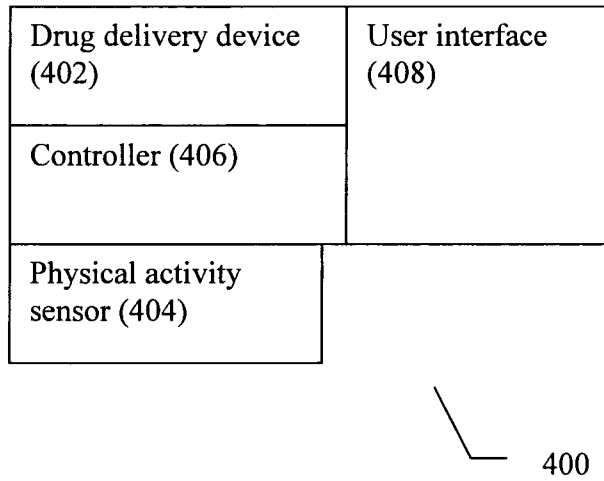 Drug delivery device
(402)
User interface
(408)
Controller (406)
Physical activity
sensor (404)
400